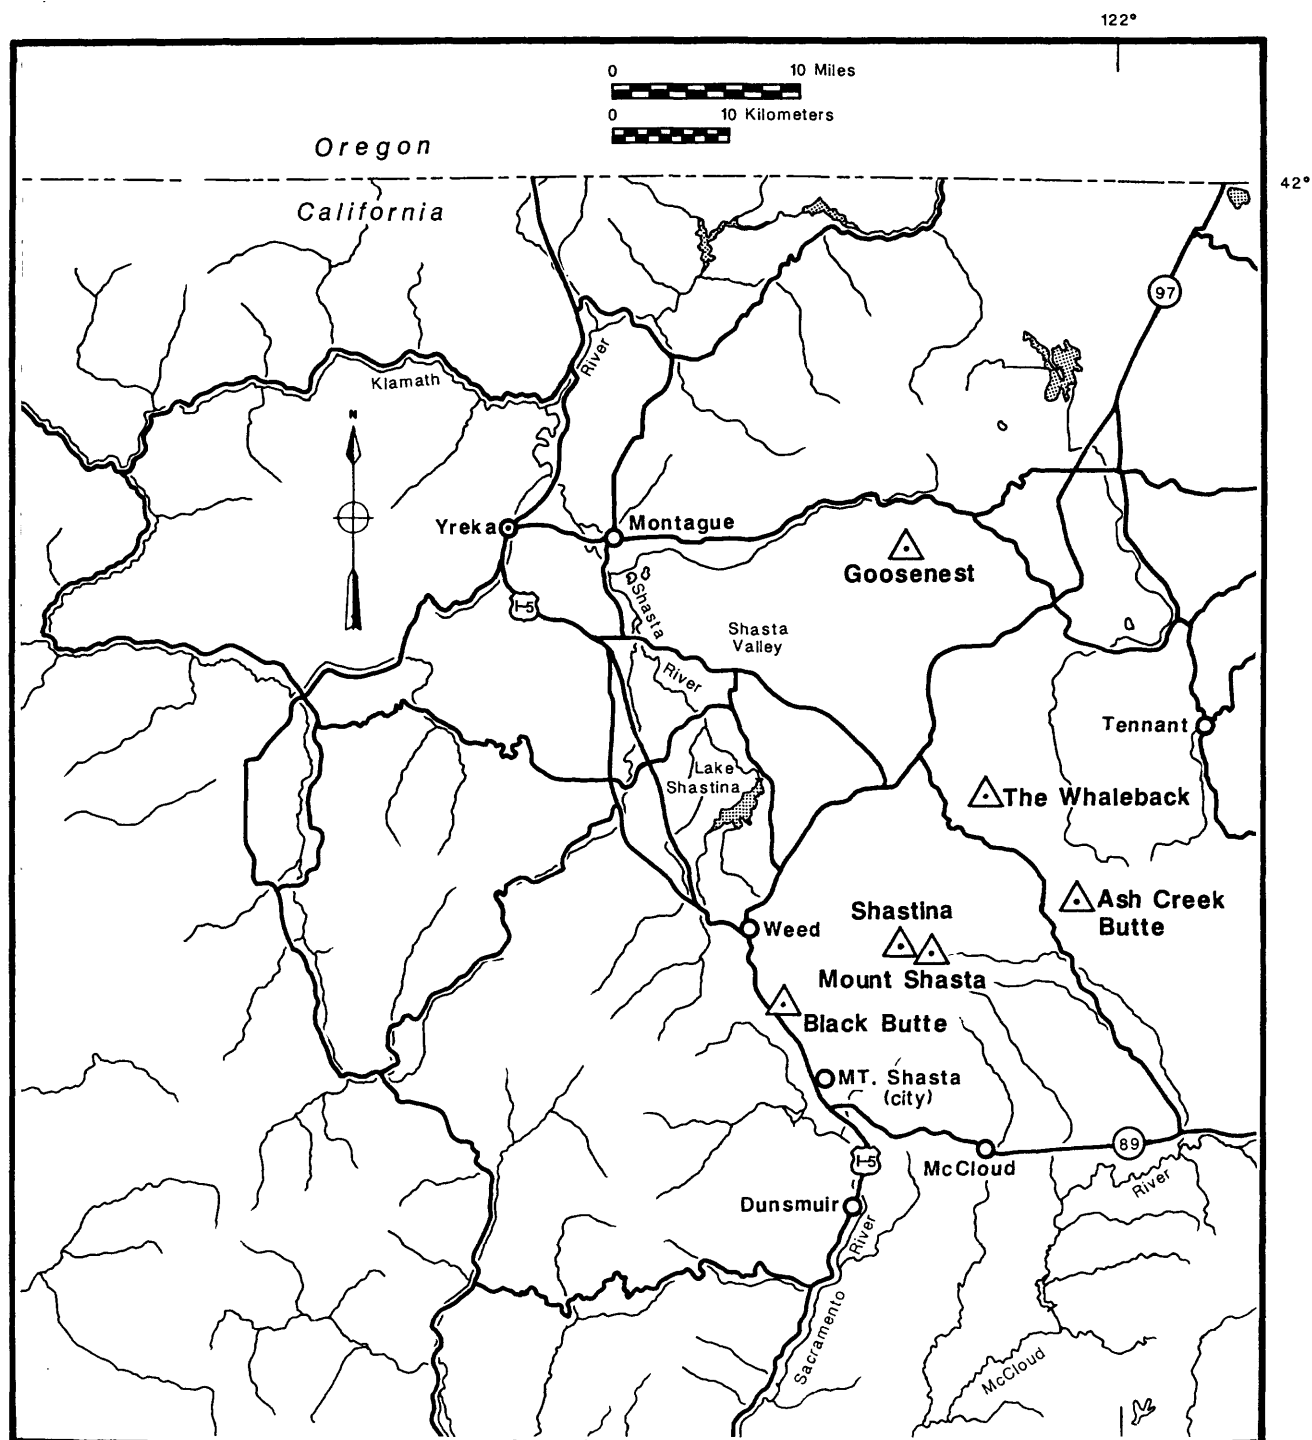 122°
0 10 Miles
0 10 Kilometers
Oregon
42°
California
97
River
Klamath
N
Yreka
Montague
Goosenest
I-5
Shasta
Shasta
Valley
River
Tennant
Lake
Shastina
The Whaleback
Ash Creek
Butte
Shastina
Weed
Mount Shasta
Black Butte
MT. Shasta
(city)
89
I-5
McCloud
River
Dunsmuir
River
Sacramento
McCloud